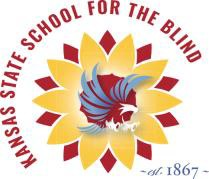 KANSAS STATE SCHOOL FOR THE BLIND
~est. 1867~